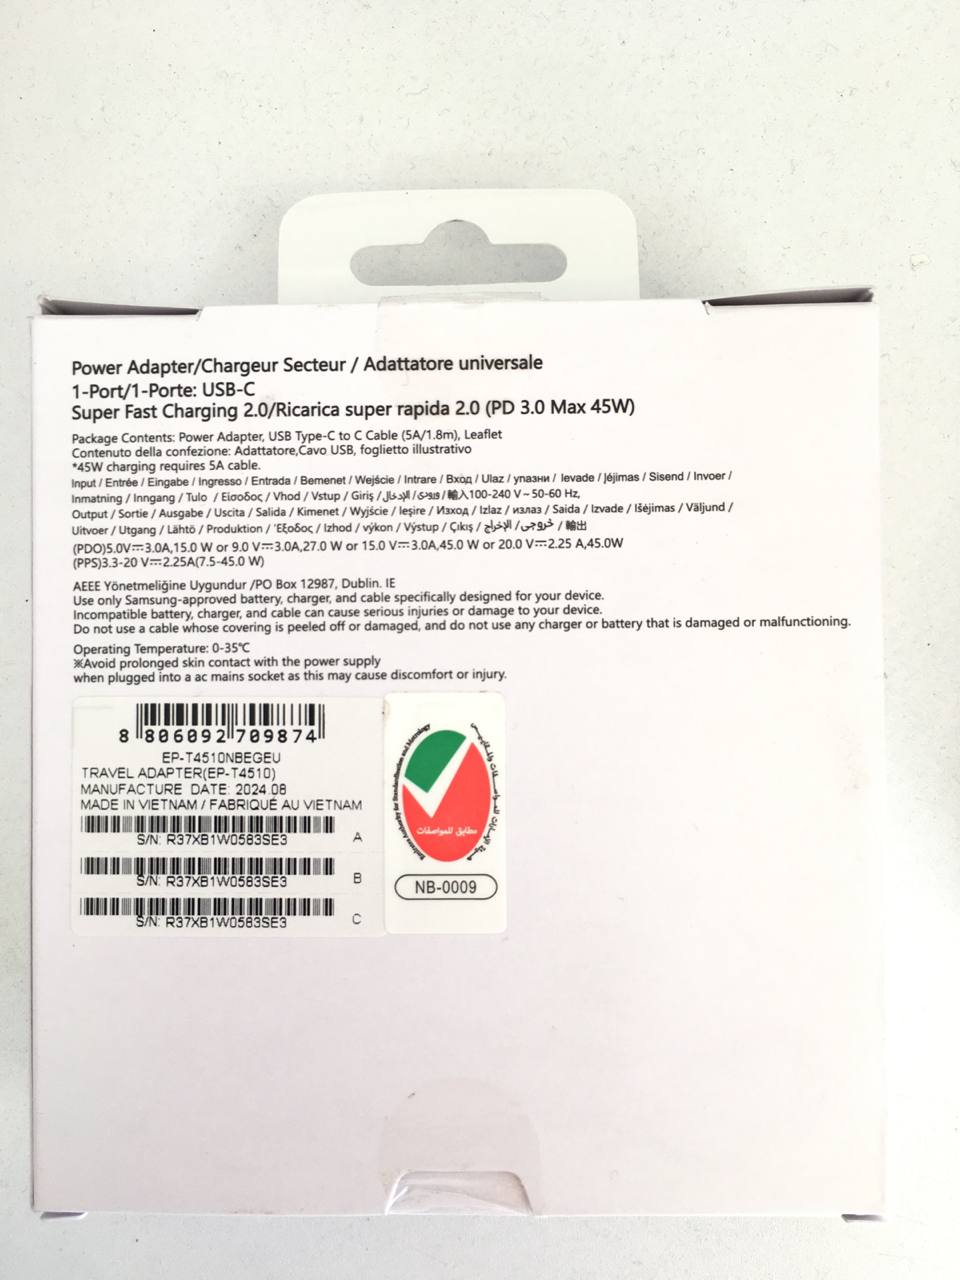 Power Adapter/Chargeur Secteur / Adattatore universale
1-Port/1-Porte: USB-C
Super Fast Charging 2.0/Ricarica super rapida 2.0 (PD 3.0 Max 45W)
Package Contents: Power Adapter, USB Type-C to C Cable (5A/1.8m), Leaflet
Contenuto della confezione: Adattatore,Cavo USB, foglietto illustrativo
*45W charging requires 5A cable.
Input / Entrée / Eingabe / Ingresso / Entrada / Bemenet / Wejście / Intrare / Вход / Ulaz / улазни / Ievade / Įėjimas / Sisend / Invoer /
Inmatning / Inngang / Tulo / Είσοδος / Vhod / Vstup / Giriş / الإدخال / ورودی / 輸入100-240 V ~ 50-60 Hz,
Output / Sortie / Ausgabe / Uscita / Salida / Kimenet / Wyjście / Ieşire / Изход / Izlaz / излаз / Saida / Izvade / Išėjimas / Väljund /
Uitvoer / Utgang / Lähtö / Produktion / Έξοδος / Izhod / výkon / Výstup / Çıkış / الإخراج / خروجی / 輸出
(PDO)5.0V⎓3.0A,15.0 W or 9.0 V⎓3.0A,27.0 W or 15.0 V⎓3.0A,45.0 W or 20.0 V⎓2.25 A,45.0W
(PPS)3.3-20 V⎓2.25A(7.5-45.0 W)
AEEE Yönetmeliğine Uygundur /PO Box 12987, Dublin. IE
Use only Samsung-approved battery, charger, and cable specifically designed for your device.
Incompatible battery, charger, and cable can cause serious injuries or damage to your device.
Do not use a cable whose covering is peeled off or damaged, and do not use any charger or battery that is damaged or malfunctioning.
Operating Temperature: 0-35℃
※Avoid prolonged skin contact with the power supply
when plugged into a ac mains socket as this may cause discomfort or injury.
8 806092 709874
EP-T4510NBEGEU
TRAVEL ADAPTER(EP-T4510)
MANUFACTURE DATE: 2024.08
MADE IN VIETNAM / FABRIQUÉ AU VIETNAM
S/N: R37XB1W0583SE3 A
S/N: R37XB1W0583SE3 B
S/N: R37XB1W0583SE3 C
Emirates Authority for Standardization and Metrology
هيئة الإمارات للمواصفات والمقاييس
مطابق للمواصفات
NB-0009